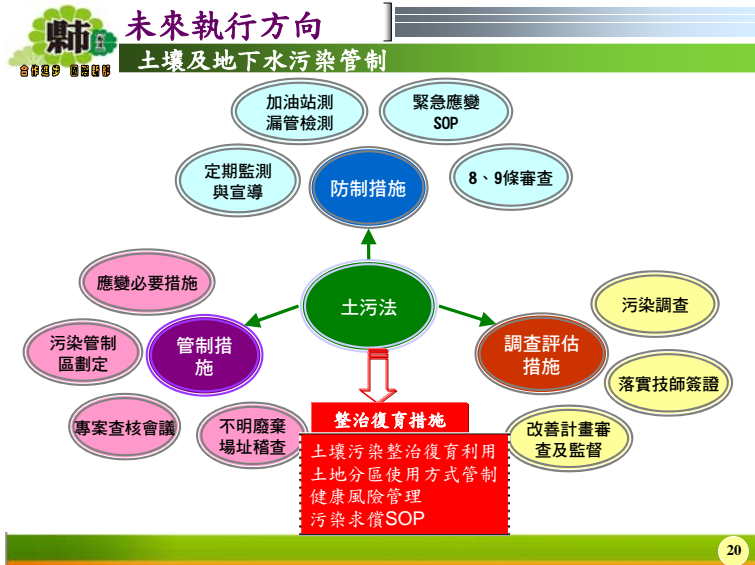 縣市
合作進步
未來執行方向
土壤及地下水污染管制
加油站測
漏管檢測
緊急應變
SOP
定期監測
與宣導
防制措施
8、9條審查
應變必要措施
土污法
污染調查
污染管制
區劃定
管制措
施
調查評估
措施
落實技師簽證
專案查核會議
不明廢棄
場址稽查
整治復育措施
改善計畫審
查及監督
土壤污染整治復育利用
土地分區使用方式管制
健康風險管理
污染求償SOP
20